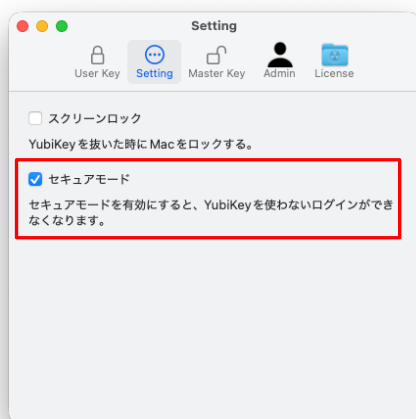 Setting
User Key Setting Master Key Admin License
スクリーンロック
YubiKeyを抜いた時にMacをロックする。
セキュアモード
セキュアモードを有効にすると、YubiKeyを使わないログインができ
なくなります。